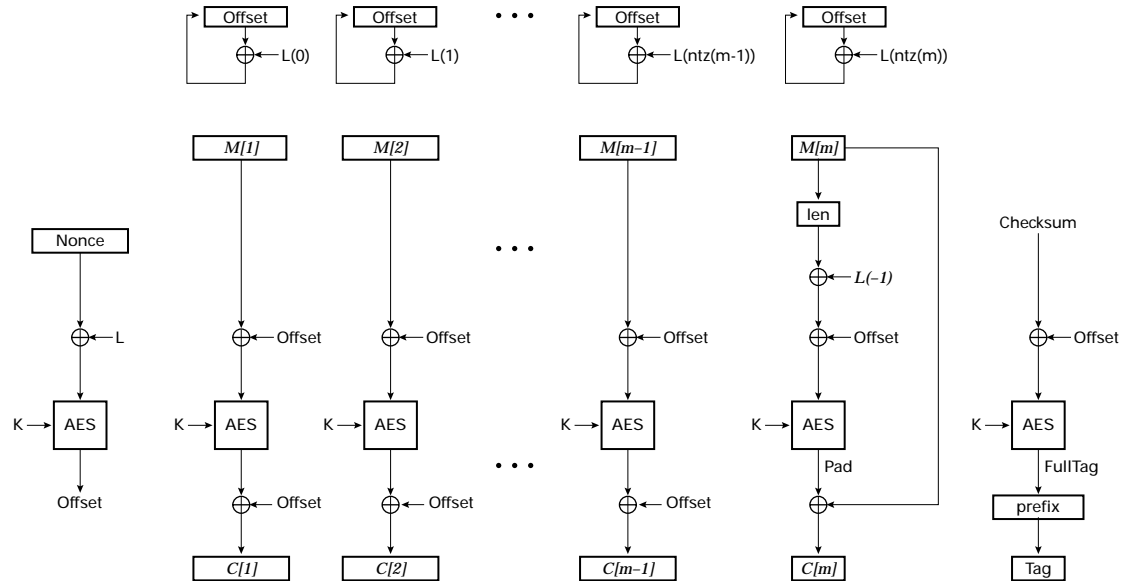 Offset Offset • • • Offset Offset
L(0) L(1) L(ntz(m-1)) L(ntz(m))
M[1] M[2] M[m–1] M[m]
len
Nonce • • • Checksum
L(–1)
L Offset Offset Offset Offset Offset
K AES K AES K AES K AES K AES K AES
• • • Pad FullTag
Offset Offset Offset Offset prefix
C[1] C[2] C[m–1] C[m] Tag